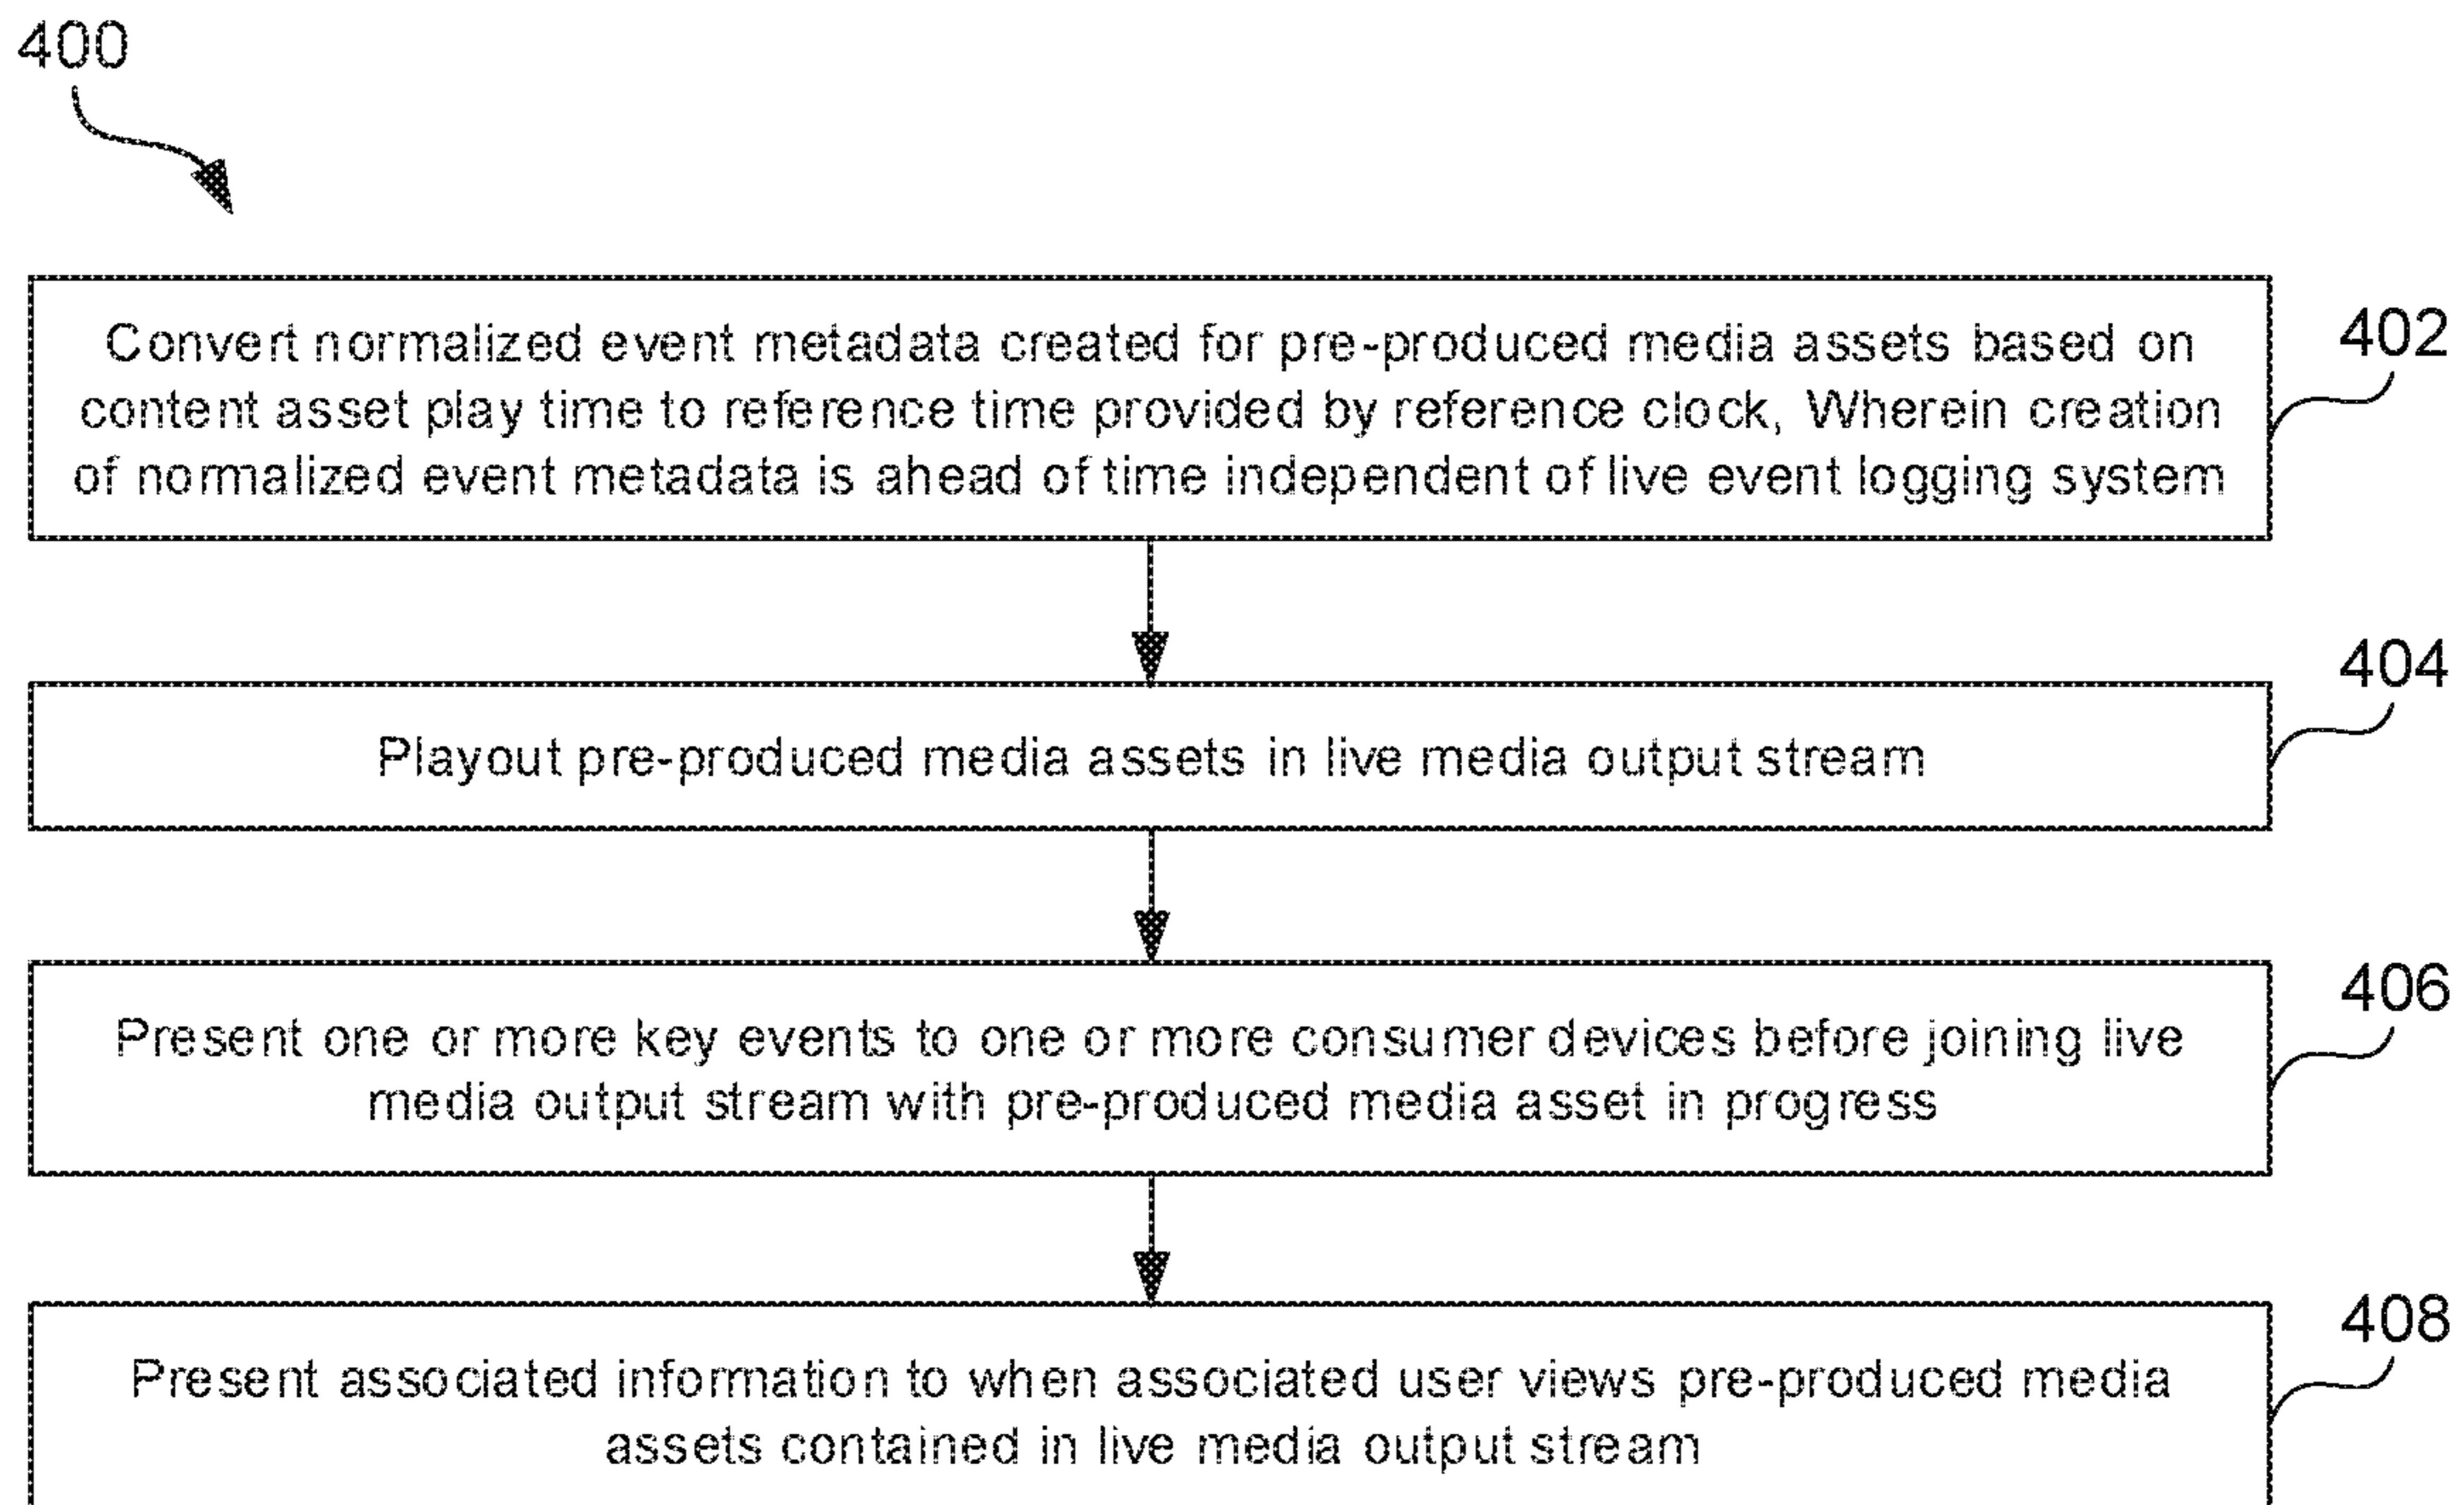 400
Convert normalized event metadata created for pre-produced media assets based on
content asset play time to reference time provided by reference clock, Wherein creation
of normalized event metadata is ahead of time independent of live event logging system
402
Playout pre-produced media assets in live media output stream
404
Present one or more key events to one or more consumer devices before joining live
media output stream with pre-produced media asset in progress
406
Present associated information to when associated user views pre-produced media
assets contained in live media output stream
408